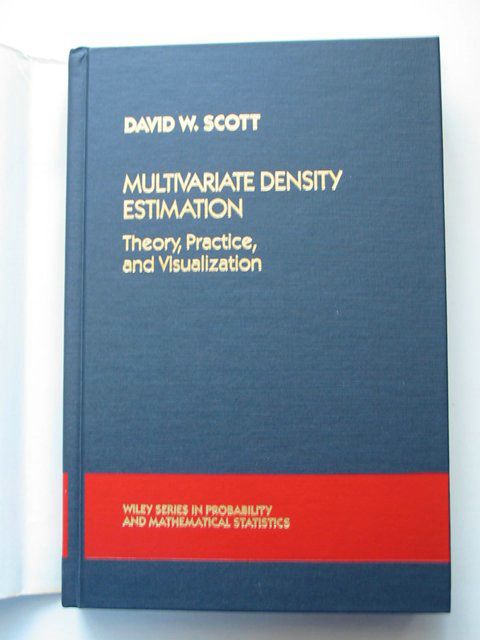 DAVID W. SCOTT
MULTIVARIATE DENSITY
ESTIMATION
Theory, Practice,
and Visualization
WILEY SERIES IN PROBABILITY
AND MATHEMATICAL STATISTICS